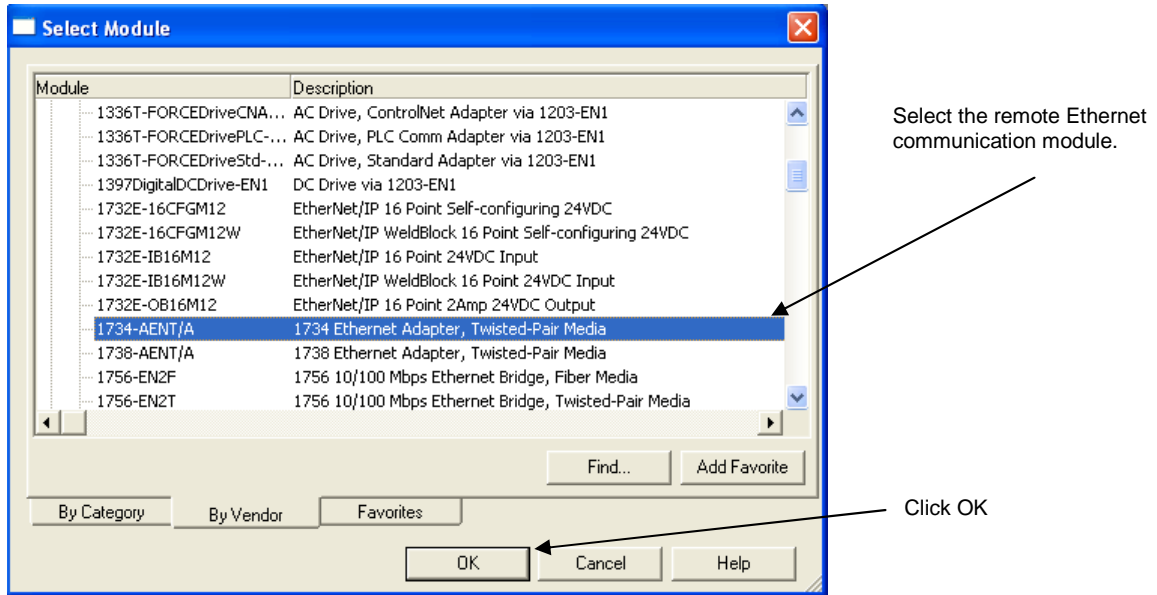 Select Module
Module Description
1336T-FORCEDriveCNA... AC Drive, ControlNet Adapter via 1203-EN1
1336T-FORCEDrivePLC-... AC Drive, PLC Comm Adapter via 1203-EN1
1336T-FORCEDriveStd-... AC Drive, Standard Adapter via 1203-EN1
1397DigitalDCDrive-EN1 DC Drive via 1203-EN1
1732E-16CFGM12 EtherNet/IP 16 Point Self-configuring 24VDC
1732E-16CFGM12W EtherNet/IP WeldBlock 16 Point Self-configuring 24VDC
1732E-IB16M12 EtherNet/IP 16 Point 24VDC Input
1732E-IB16M12W EtherNet/IP WeldBlock 16 Point 24VDC Input
1732E-OB16M12 EtherNet/IP 16 Point 2Amp 24VDC Output
1734-AENT/A 1734 Ethernet Adapter, Twisted-Pair Media
1738-AENT/A 1738 Ethernet Adapter, Twisted-Pair Media
1756-EN2F 1756 10/100 Mbps Ethernet Bridge, Fiber Media
1756-EN2T 1756 10/100 Mbps Ethernet Bridge, Twisted-Pair Media
Find... Add Favorite
By Category By Vendor Favorites
OK Cancel Help
Select the remote Ethernet
communication module.
Click OK